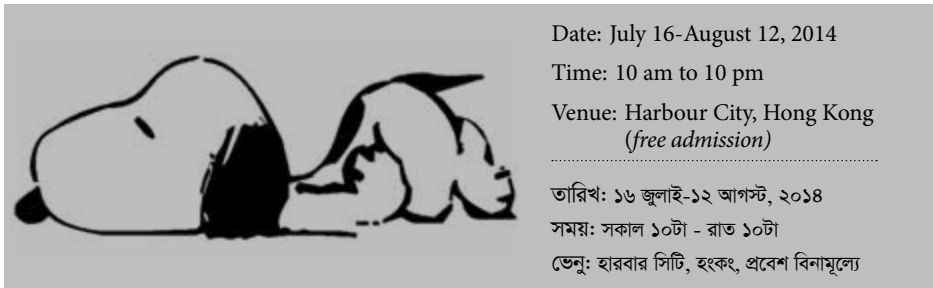 Date: July 16-August 12, 2014
Time: 10 am to 10 pm
Venue: Harbour City, Hong Kong
(free admission)
তারিখ: ১৬ জুলাই-১২ আগস্ট, ২০১৪
সময়: সকাল ১০টা - রাত ১০টা
ভেনু: হারবার সিটি, হংকং, প্রবেশ বিনামূল্যে